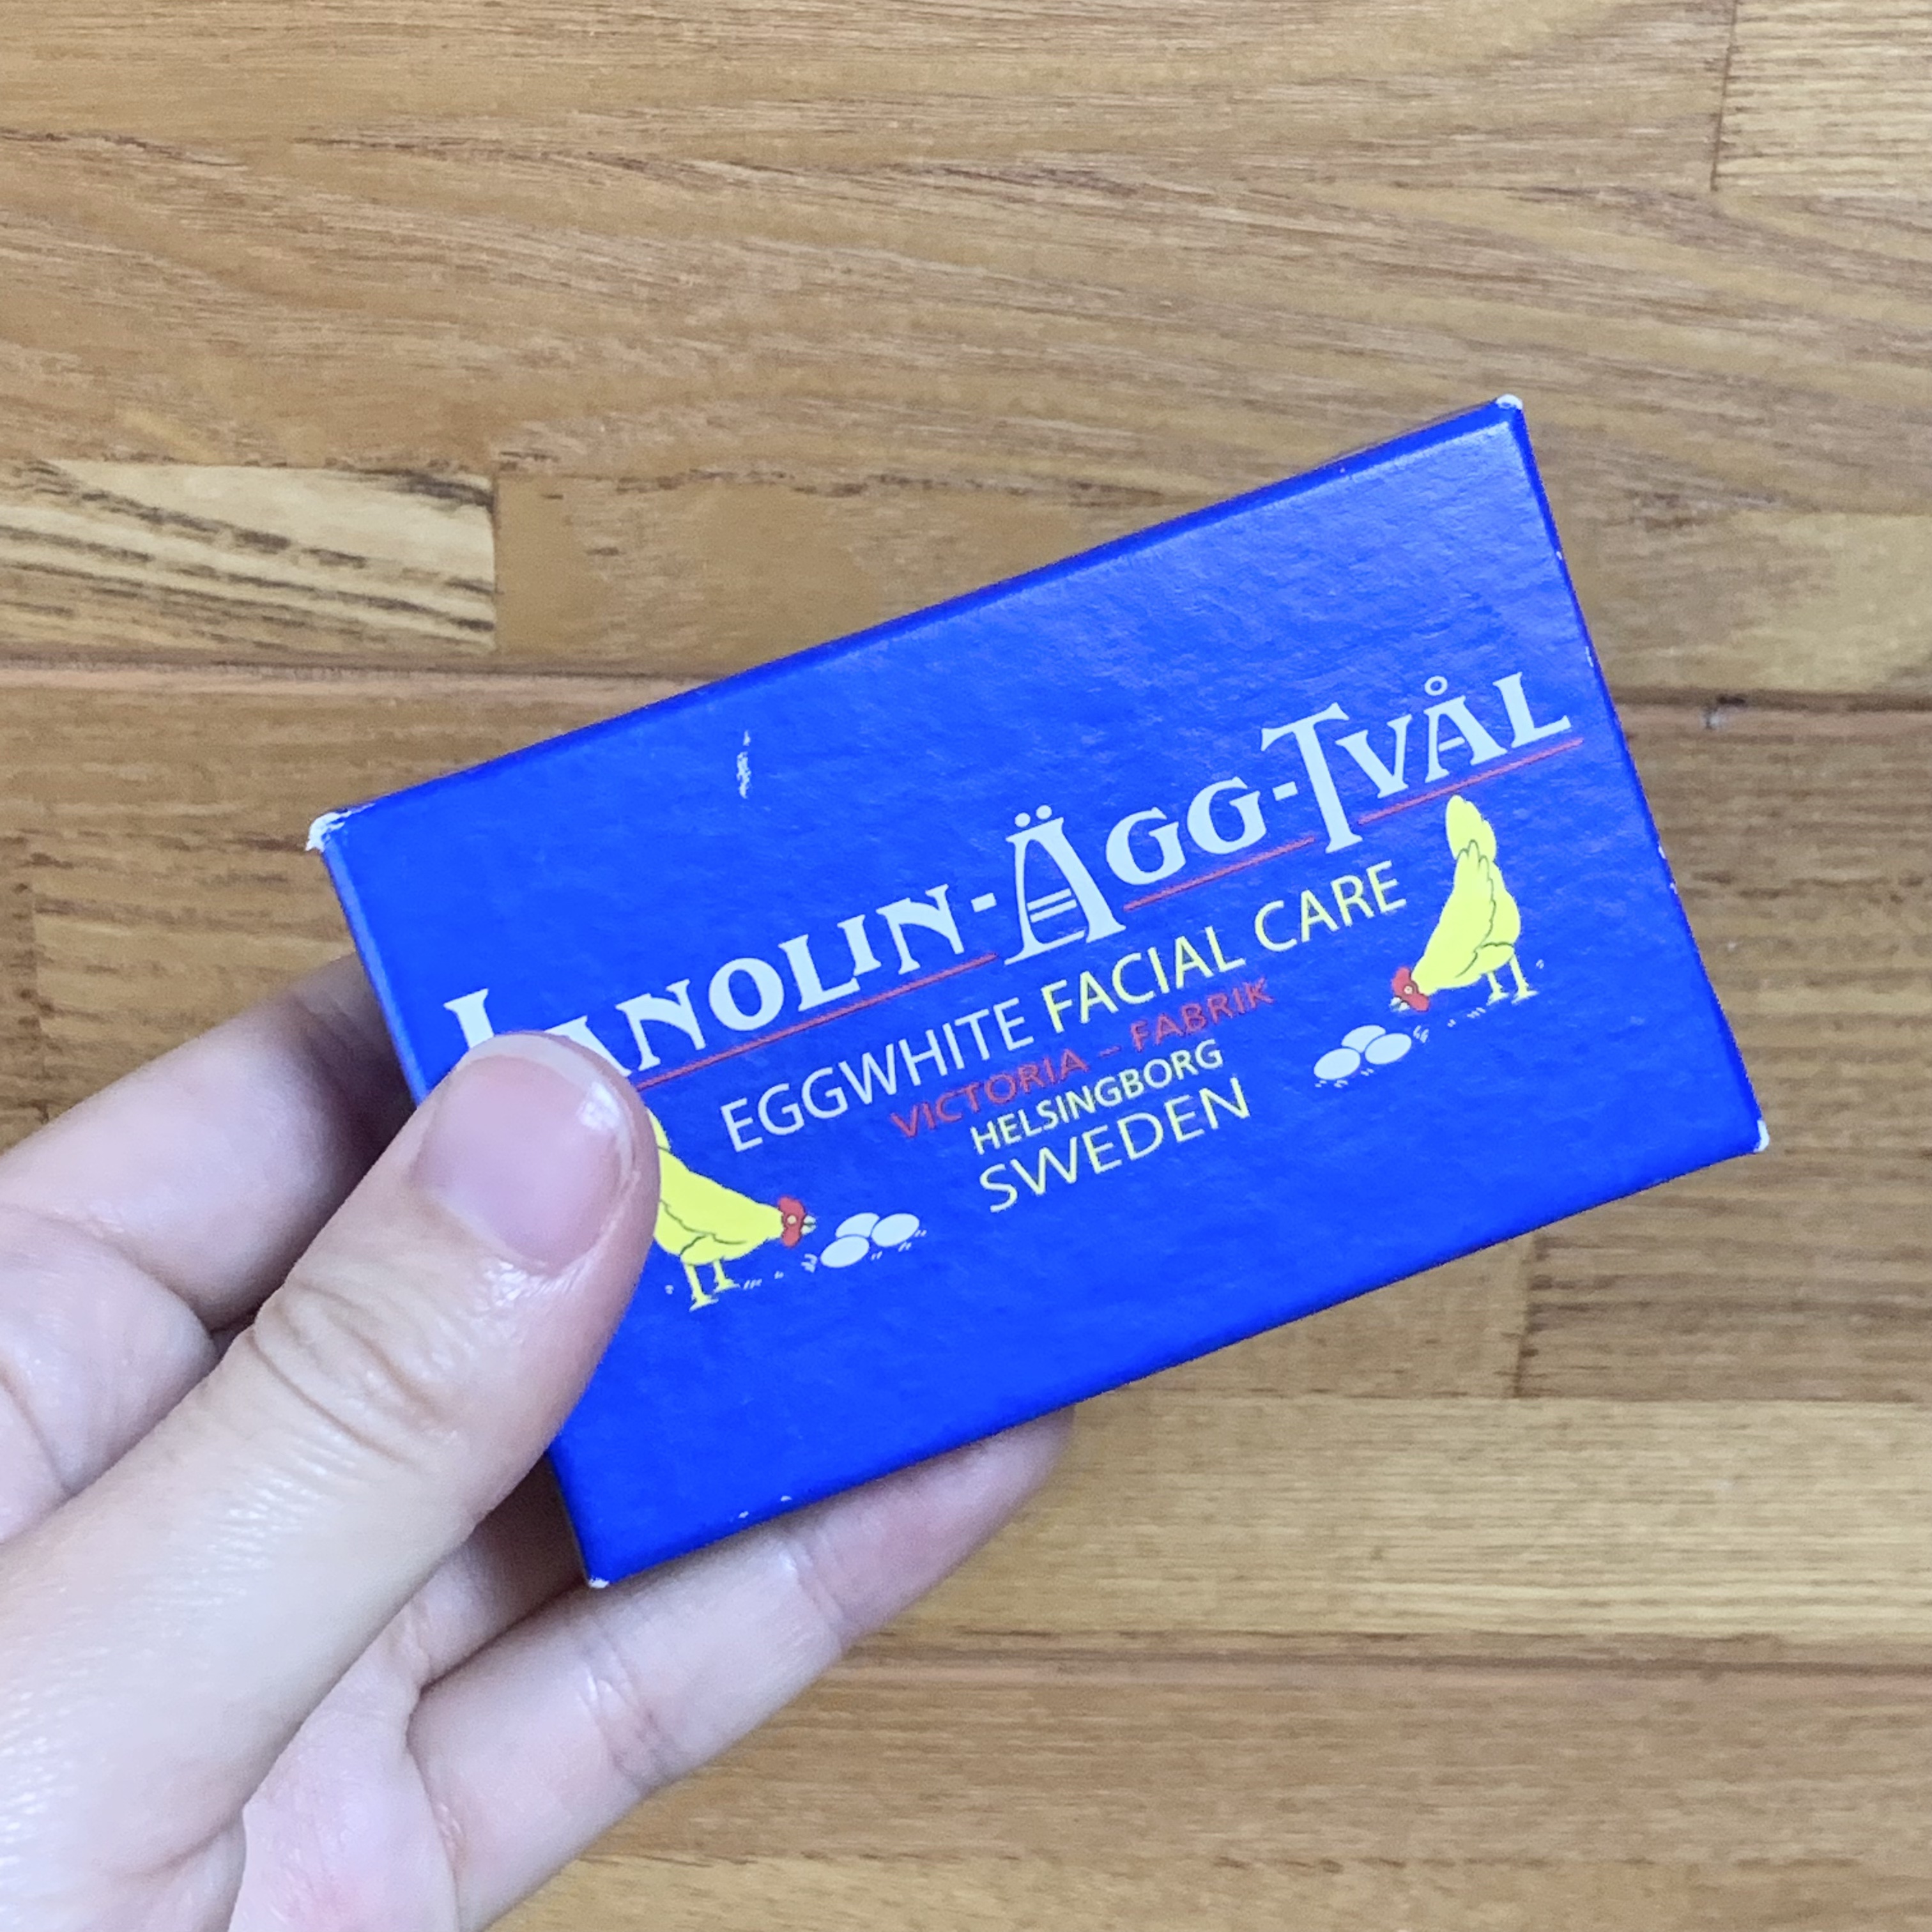 LANOLIN-ÄGG-TVÅL
EGGWHITE FACIAL CARE
VICTORIA – FABRIK
HELSINGBORG
SWEDEN